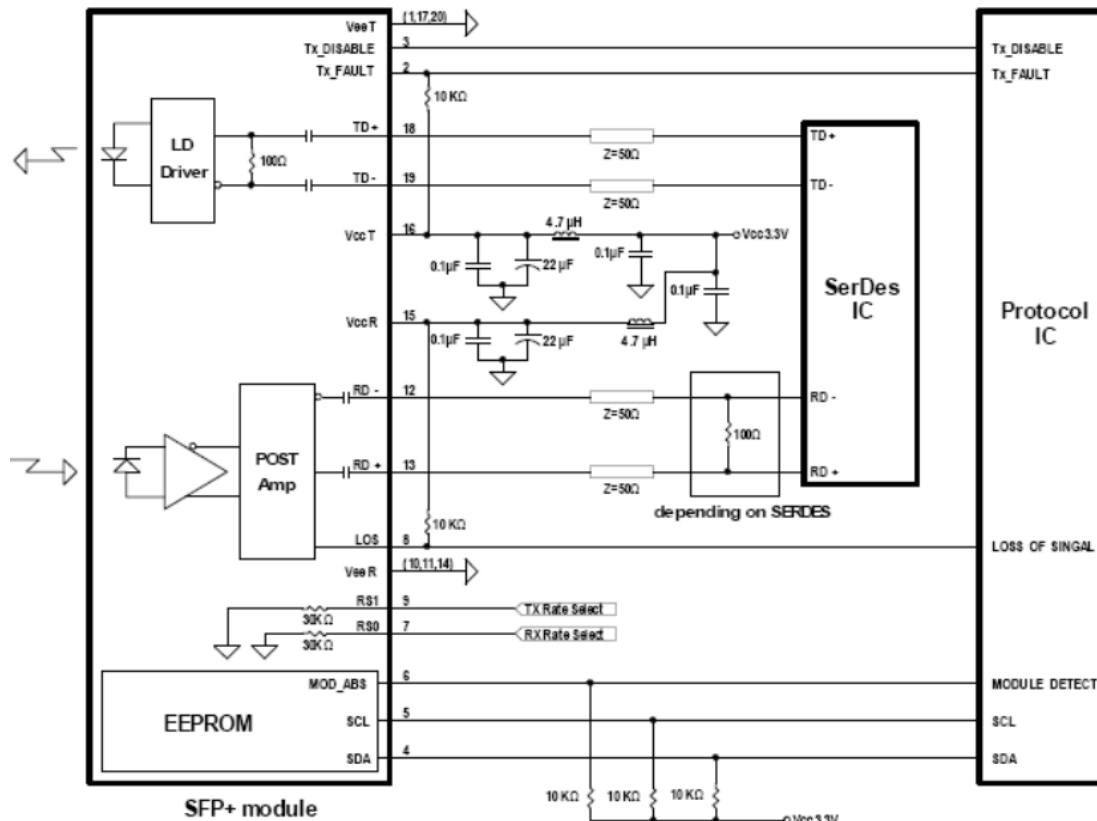 VeeT
(1,17,20)
Tx_DISABLE
3
Tx_DISABLE
Tx_FAULT
2
Tx_FAULT
10 KΩ
LD
Driver
100Ω
TD+
18
Z=50Ω
TD+
TD-
19
Z=50Ω
TD-
VccT
16
4.7 μH
Vcc3.3V
0.1μF
22 μF
0.1μF
0.1μF
SerDes
IC
Protocol
IC
VccR
15
4.7 μH
0.1μF
22 μF
RD -
12
Z=50Ω
RD -
100Ω
POST
Amp
RD +
13
Z=50Ω
RD +
depending on SERDES
10 KΩ
LOS
8
LOSS OF SINGAL
VeeR
(10,11,14)
RS1
9
TX Rate Select
30KΩ
RS0
7
RX Rate Select
30KΩ
MOD_ABS
6
MODULE DETECT
EEPROM
SCL
5
SCL
SDA
4
SDA
10 KΩ
10 KΩ
10 KΩ
Vcc3.3V
SFP+ module